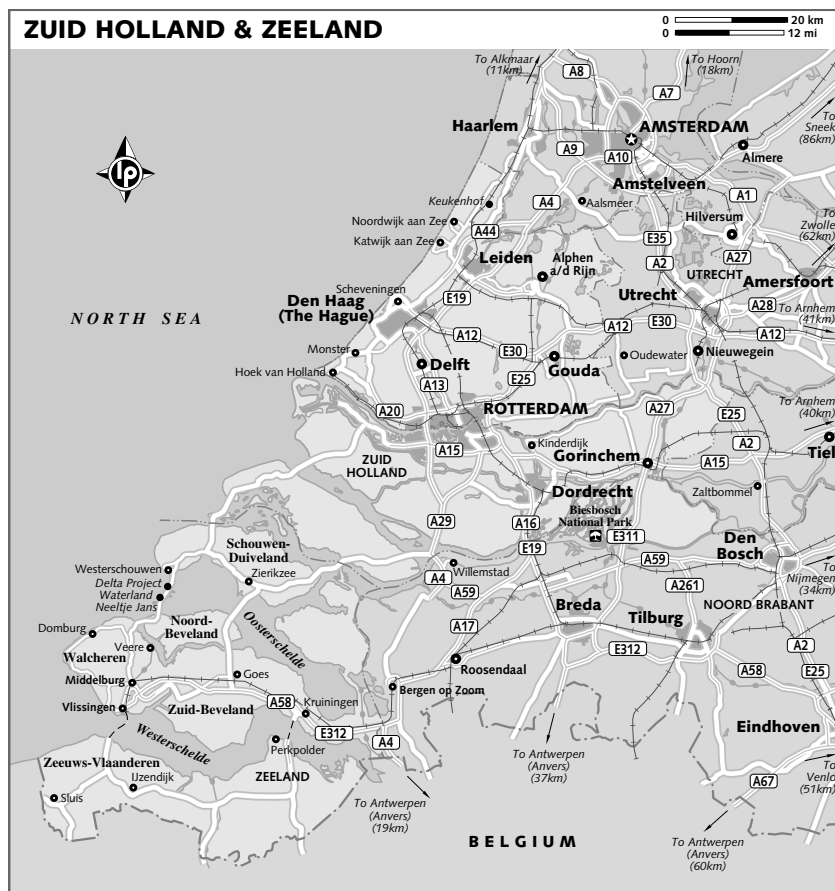 ZUID HOLLAND & ZEELAND
0 20 km
0 12 mi
To Alkmaar
(11km)
A8
To Hoorn
(18km)
A7
To
Sneek
(86km)
Haarlem
AMSTERDAM
A9
A10
Almere
lp
Amstelveen
A1
Keukenhof
A4
Aalsmeer
Noordwijk aan Zee
A44
Hilversum
To
Zwolle
(62km)
Katwijk aan Zee
E35
A27
Leiden
Alphen
a/d Rijn
A2
UTRECHT
Amersfoort
Scheveningen
E19
Utrecht
A28
Den Haag
(The Hague)
To Arnhem
(41km)
NORTH SEA
A12
A12
E30
A12
Monster
E30
Oudewater
Nieuwegein
Hoek van Holland
Delft
Gouda
A13
E25
A20
ROTTERDAM
A27
E25
To Arnhem
(40km)
A15
Kinderdijk
A2
ZUID
HOLLAND
Gorinchem
A15
Tiel
Dordrecht
Zaltbommel
Biesbosch
National Park
A29
A16
E311
Den
Bosch
Schouwen-
Duiveland
E19
A59
Westerschouwen
Willemstad
To
Nijmegen
(34km)
Delta Project
Waterland
Neeltje Jans
Zierikzee
A4
A59
A261
Noord-
Beveland
Oosterschelde
Breda
Tilburg
NOORD BRABANT
Domburg
A17
Veere
E312
A2
Walcheren
Roosendaal
A58
E25
Middelburg
Goes
Bergen op Zoom
Vlissingen
Zuid-Beveland
A58
Kruiningen
Eindhoven
E312
A4
Westerschelde
Perkpolder
To Antwerpen
(Anvers)
(37km)
Zeeuws-Vlaanderen
ZEELAND
A67
To
Venlo
(51km)
IJzendijk
Sluis
To Antwerpen
(Anvers)
(19km)
BELGIUM
To Antwerpen
(Anvers)
(60km)